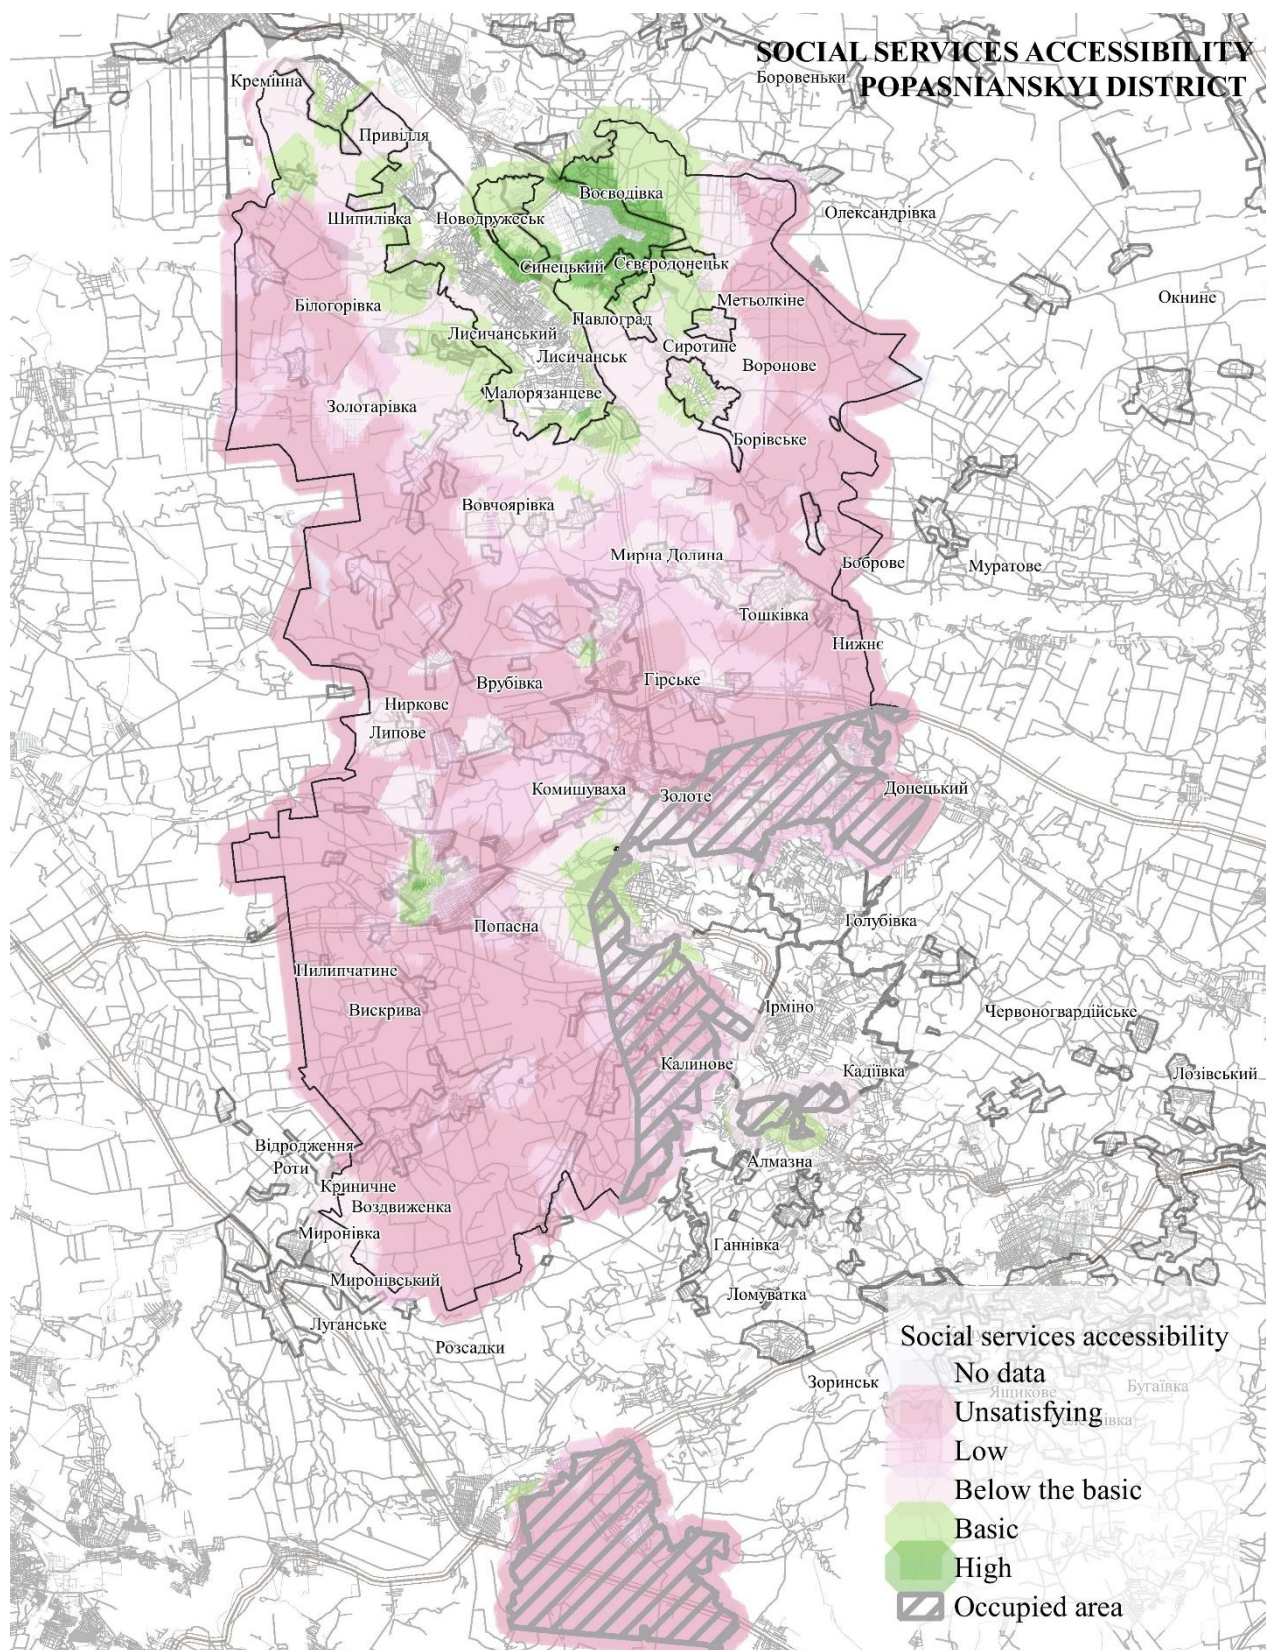 SOCIAL SERVICES ACCESSIBILITY
POPASNIANSKYI DISTRICT
Боровеньки
Кремінна
Привілля
Воєводівка
Олександрівка
Шипилівка
Новодружеськ
Синецький
Сєвєродонецьк
Метьолкіне
Окнине
Білогорівка
Павлоград
Лисичанський
Сиротине
Лисичанськ
Воронове
Малорязанцеве
Золотарівка
Борівське
Вовчоярівка
Мирна Долина
Боброве
Муратове
Тошківка
Нижнє
Врубівка
Гірське
Ниркове
Липове
Комишуваха
Золоте
Донецький
Голубівка
Попасна
Пилипчатине
Вискрива
Ірміно
Червоногвардійське
Калинове
Кадіївка
Лозівський
Відродження
Роти
Алмазна
Криничне
Воздвиженка
Миронівка
Ганнівка
Миронівський
Ломуватка
Луганське
Розсадки
Зоринськ
Social services accessibility
No data
Ящикове
Бугаївка
Unsatisfying
Low
Below the basic
Basic
High
Occupied area